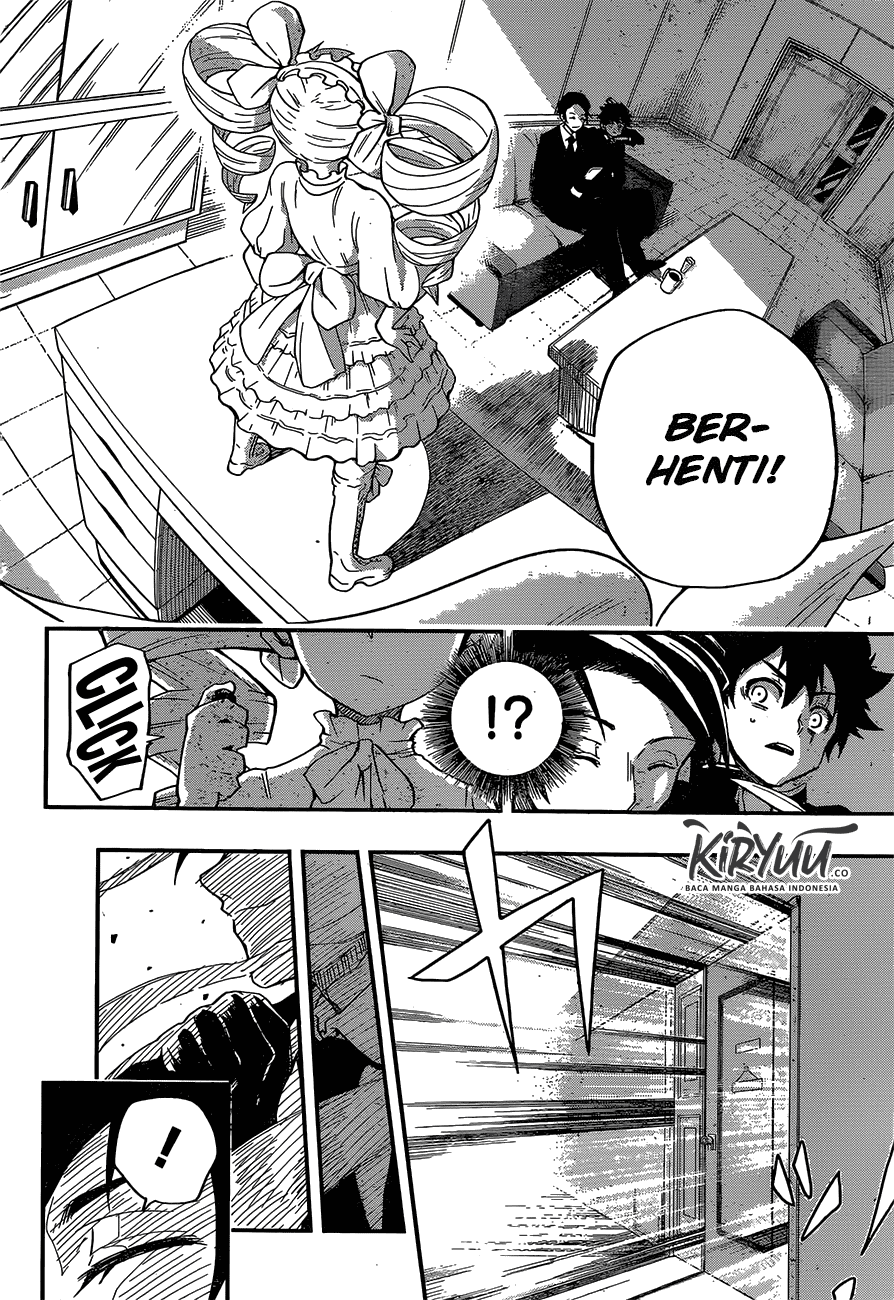 BER-
HENTI!
!?
CLICK
KIRYUU.CO
BACA MANGA BAHASA INDONESIA
!